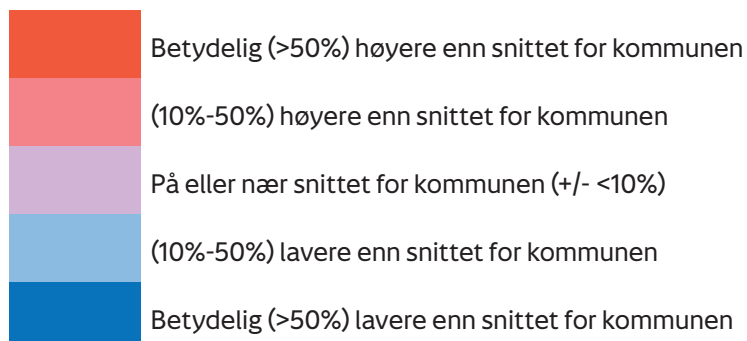 Betydelig (>50%) høyere enn snittet for kommunen
(10%-50%) høyere enn snittet for kommunen
På eller nær snittet for kommunen (+/- <10%)
(10%-50%) lavere enn snittet for kommunen
Betydelig (>50%) lavere enn snittet for kommunen